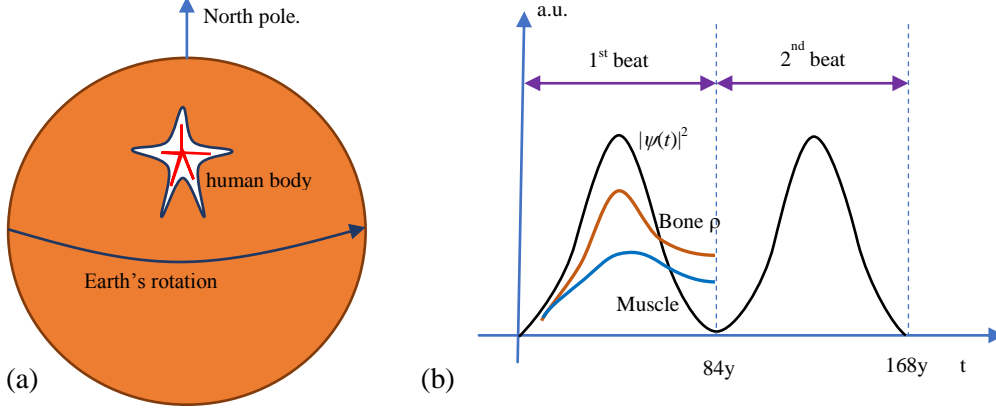 North pole.
human body
Earth's rotation
(a)
a.u.
1st beat
2nd beat
|ψ(t)|²
Bone ρ
Muscle
84y
168y
t
(b)